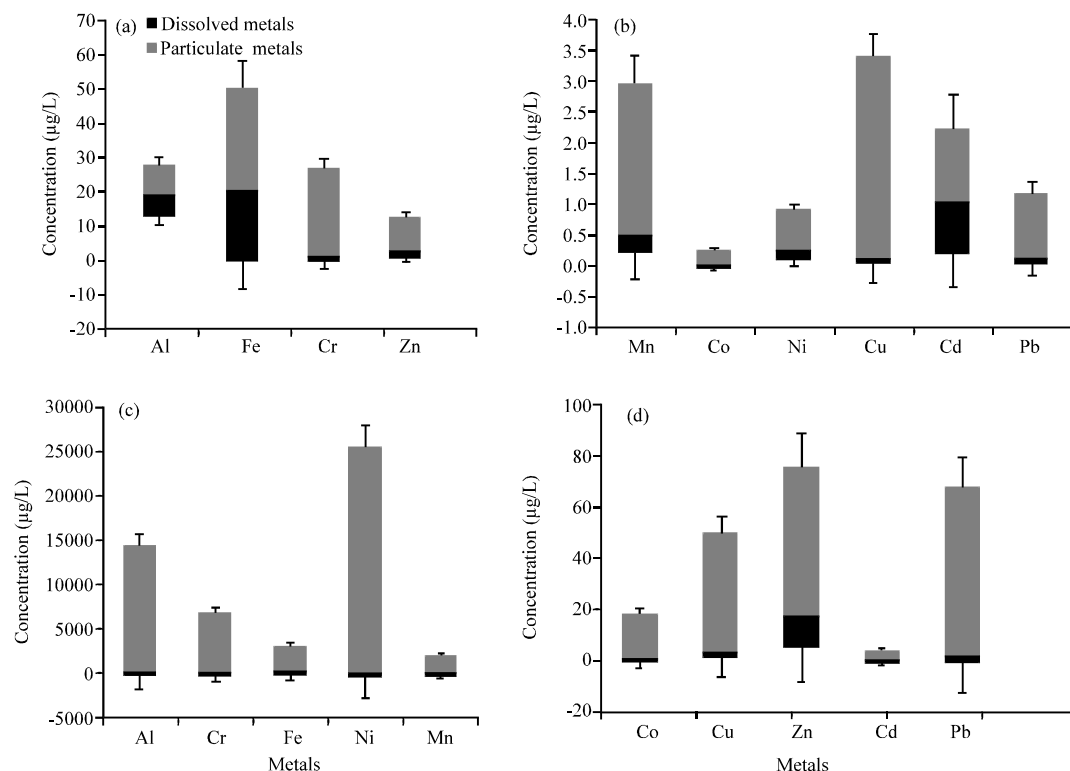 (a)
Dissolved metals
Particulate metals
Concentration (µg/L)
70
60
50
40
30
20
10
0
-10
-20
Al Fe Cr Zn
(b)
Concentration (µg/L)
4.0
3.5
3.0
2.5
2.0
1.5
1.0
0.5
0.0
-0.5
-1.0
Mn Co Ni Cu Cd Pb
(c)
Concentration (µg/L)
30000
25000
20000
15000
10000
5000
0
-5000
Al Cr Fe Ni Mn
Metals
(d)
Concentration (µg/L)
100
80
60
40
20
0
-20
Co Cu Zn Cd Pb
Metals